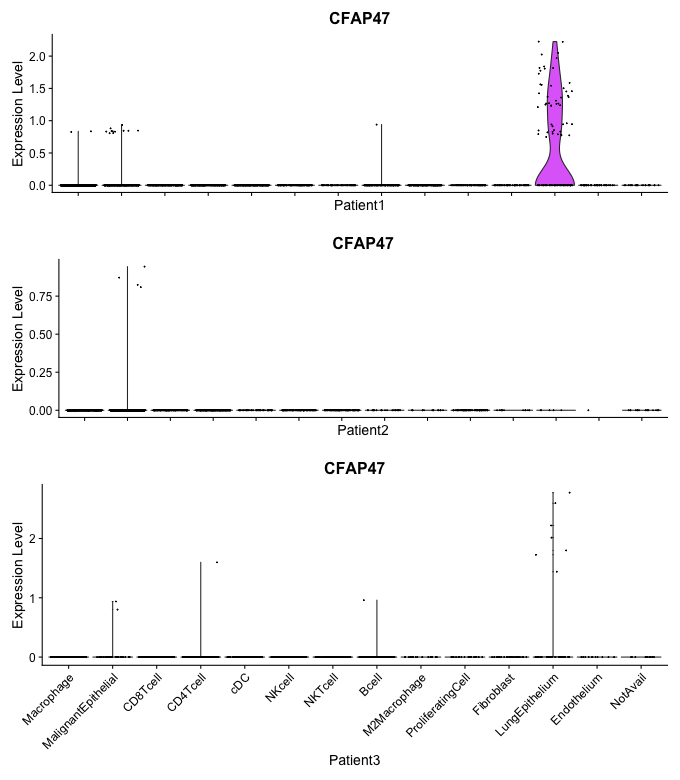 CFAP47
Expression Level
2.0
1.5
1.0
0.5
0.0
Patient1
CFAP47
Expression Level
0.75
0.50
0.25
0.00
Patient2
CFAP47
Expression Level
2
1
0
Macrophage
MalignantEpithelial
CD8Tcell
CD4Tcell
cDC
NKcell
NKTcell
Bcell
M2Macrophage
ProliferatingCell
Fibroblast
LungEpithelium
Endothelium
NotAvail
Patient3